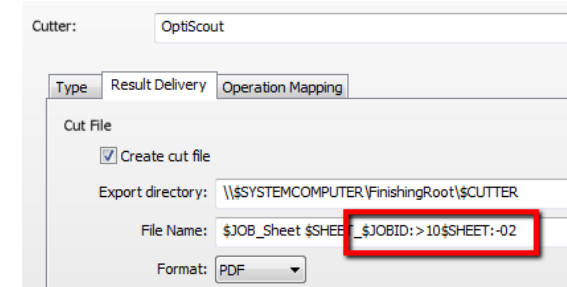 Cutter: OptiScout
Type Result Delivery Operation Mapping
Cut File
Create cut file
Export directory: \\$SYSTEMCOMPUTER\FinishingRoot\$CUTTER
File Name: $JOB_Sheet $SHEET_$JOBID:>10$SHEET:-02
Format: PDF